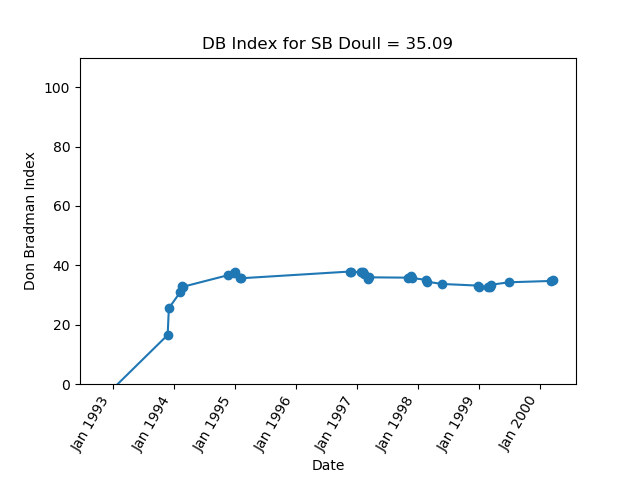 DB Index for SB Doull = 35.09
Don Bradman Index
100
80
60
40
20
0
Jan 1993
Jan 1994
Jan 1995
Jan 1996
Jan 1997
Jan 1998
Jan 1999
Jan 2000
Date